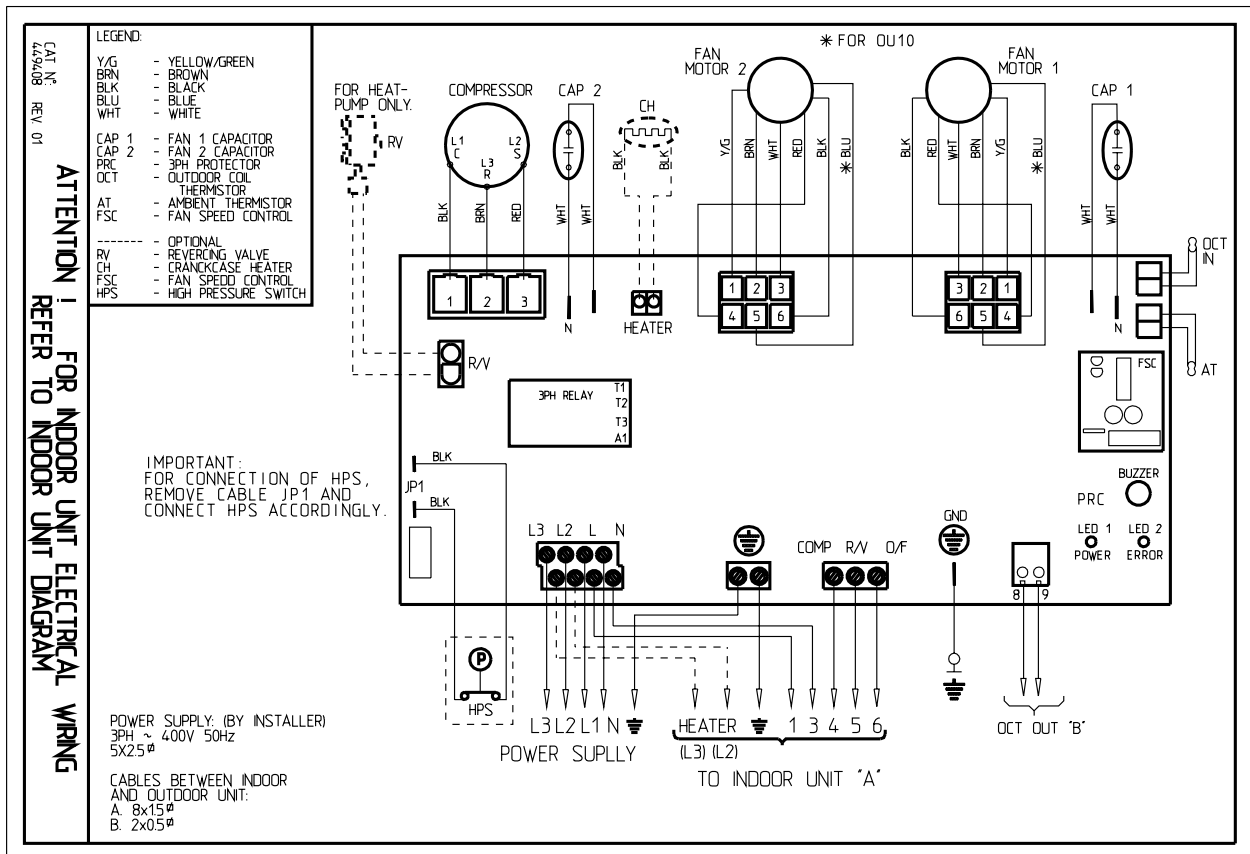 CAT. Nº.
449408 REV. 01
ATTENTION ! FOR INDOOR UNIT ELECTRICAL WIRING
REFER TO INDOOR UNIT DIAGRAM
LEGEND:
Y/G - YELLOW/GREEN
BRN - BROWN
BLK - BLACK
BLU - BLUE
WHT - WHITE
CAP 1 - FAN 1 CAPACITOR
CAP 2 - FAN 2 CAPACITOR
PRC - 3PH PROTECTOR
OCT - OUTDOOR COIL
THERMISTOR
AT - AMBIENT THERMISTOR
FSC - FAN SPEED CONTROL
------- - OPTIONAL
RV - REVERCING VALVE
CH - CRANCKCASE HEATER
FSC - FAN SPEDD CONTROL
HPS - HIGH PRESSURE SWITCH
FOR HEAT-
PUMP ONLY.
RV
COMPRESSOR
L1
C
L2
S
L3
R
BLK
BRN
RED
CAP 2
WHT
WHT
CH
BLK
BLK
* FOR OU10
FAN
MOTOR 2
Y/G
BRN
WHT
RED
BLK
* BLU
FAN
MOTOR 1
BLK
RED
WHT
BRN
Y/G
* BLU
CAP 1
WHT
WHT
OCT
IN
1 2 3
N
HEATER
1 2 3
4 5 6
3 2 1
6 5 4
N
AT
R/V
3PH RELAY
T1
T2
T3
A1
FSC
IMPORTANT:
FOR CONNECTION OF HPS,
REMOVE CABLE JP1 AND
CONNECT HPS ACCORDINGLY.
BLK
JP1
BLK
BUZZER
PRC
LED 1
POWER
LED 2
ERROR
L3 L2 L N
COMP R/V O/F
GND
8 9
P
HPS
L3 L2 L1 N
POWER SUPLLY
HEATER
(L3) (L2)
1 3 4 5 6
TO INDOOR UNIT "A"
OCT OUT "B"
POWER SUPPLY: (BY INSTALLER)
3PH ~ 400V 50Hz
5X2.5 ⌀
CABLES BETWEEN INDOOR
AND OUTDOOR UNIT:
A. 8x1.5 ⌀
B. 2x0.5 ⌀